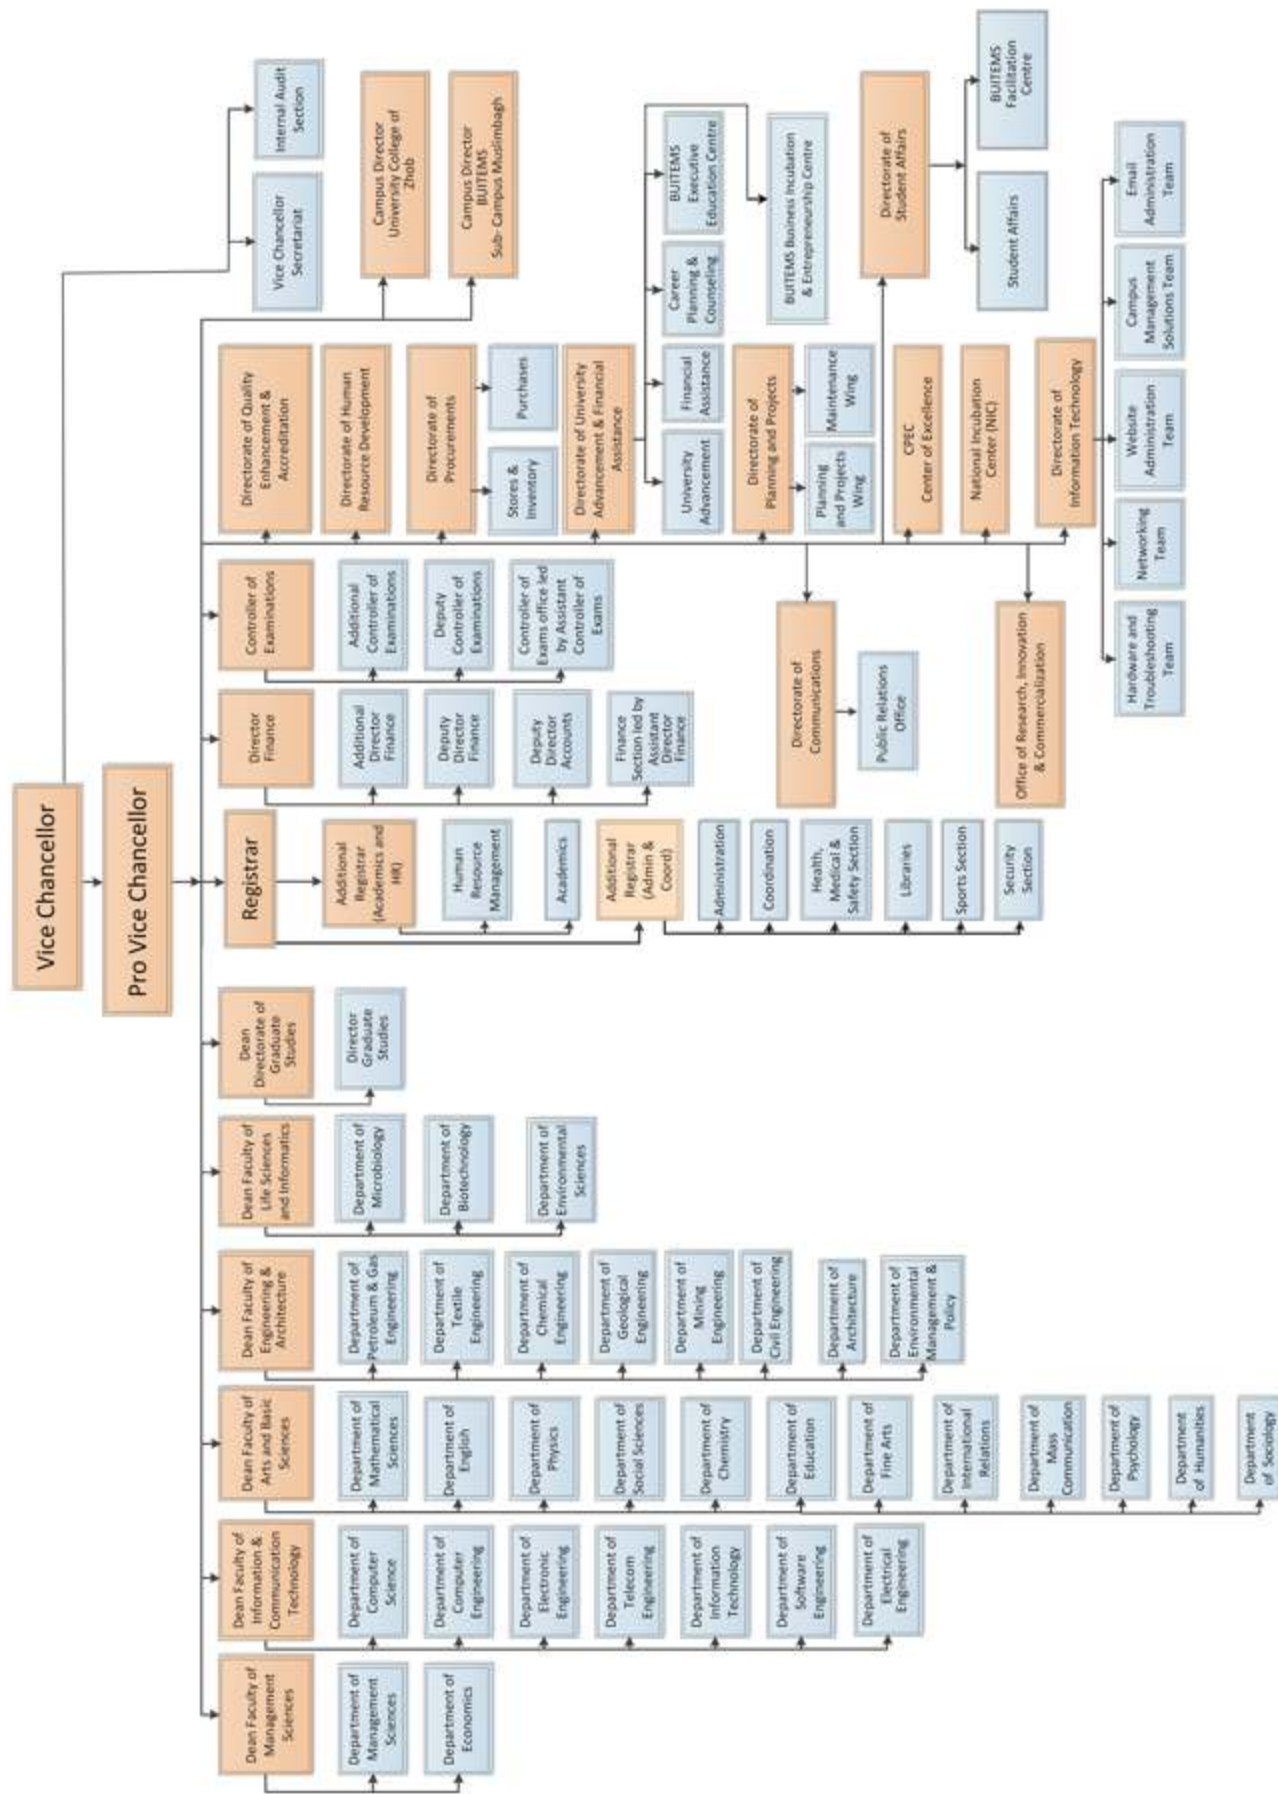 Vice Chancellor
Pro Vice Chancellor
Internal Audit
Section
Vice Chancellor
Secretariat
Dean Faculty of
Management
Sciences
Department of
Management
Sciences
Department of
Economics
Dean Faculty of
Information &
Communication
Technology
Department of
Computer
Science
Department of
Computer
Engineering
Department of
Electronic
Engineering
Department of
Telecom
Engineering
Department of
Information
Technology
Department of
Software
Engineering
Department of
Electrical
Engineering
Dean Faculty of
Arts and Basic
Sciences
Department of
Mathematical
Sciences
Department of
English
Department of
Physics
Department of
Social Sciences
Department of
Chemistry
Department of
Education
Department of
Fine Arts
Department of
International
Relations
Department of
Mass
Communication
Department of
Psychology
Department
of Humanities
Department
of Sociology
Dean Faculty of
Engineering &
Architecture
Department of
Petroleum & Gas
Engineering
Department of
Textile
Engineering
Department of
Chemical
Engineering
Department of
Geological
Engineering
Department of
Mining
Engineering
Department of
Civil Engineering
Department of
Architecture
Department of
Environmental
Management &
Policy
Dean Faculty of
Life Sciences
and Informatics
Department of
Microbiology
Department of
Biotechnology
Department of
Environmental
Sciences
Dean
Directorate of
Graduate
Studies
Director
Graduate
Studies
Registrar
Additional
Registrar
(Academics and
HR)
Human
Resource
Management
Academics
Additional
Registrar
(Admin &
Coord)
Administration
Coordination
Health,
Medical &
Safety Section
Libraries
Sports Section
Security
Section
Director
Finance
Additional
Director
Finance
Deputy
Director
Finance
Deputy
Director
Accounts
Finance
Section led by
Assistant
Director
Finance
Controller of
Examinations
Additional
Controller of
Examinations
Deputy
Controller of
Examinations
Controller of
Exams office led
by Assistant
Controller of
Exams
Directorate of Quality
Enhancement &
Accreditation
Directorate of Human
Resource Development
Directorate of
Procurements
Stores &
Inventory
Purchases
Directorate of University
Advancement & Financial
Assistance
University
Advancement
Financial
Assistance
Career
Planning &
Counseling
BUITEMS
Executive
Education Centre
BUITEMS Business Incubation
& Entrepreneurship Centre
Directorate of
Planning and Projects
Planning
and Projects
Wing
Maintenance
Wing
Campus Director
University College of
Zhob
Campus Director
BUITEMS
Sub- Campus Muslimbagh
Directorate of
Communications
Public Relations
Office
Directorate of
Student Affairs
Student Affairs
BUITEMS
Facilitation
Centre
CPEC
Center of Excellence
National Incubation
Center (NIC)
Office of Research, Innovation
& Commercialization
Directorate of
Information Technology
Hardware and
Troubleshooting
Team
Networking
Team
Website
Administration
Team
Campus
Management
Solutions Team
Email
Administration
Team